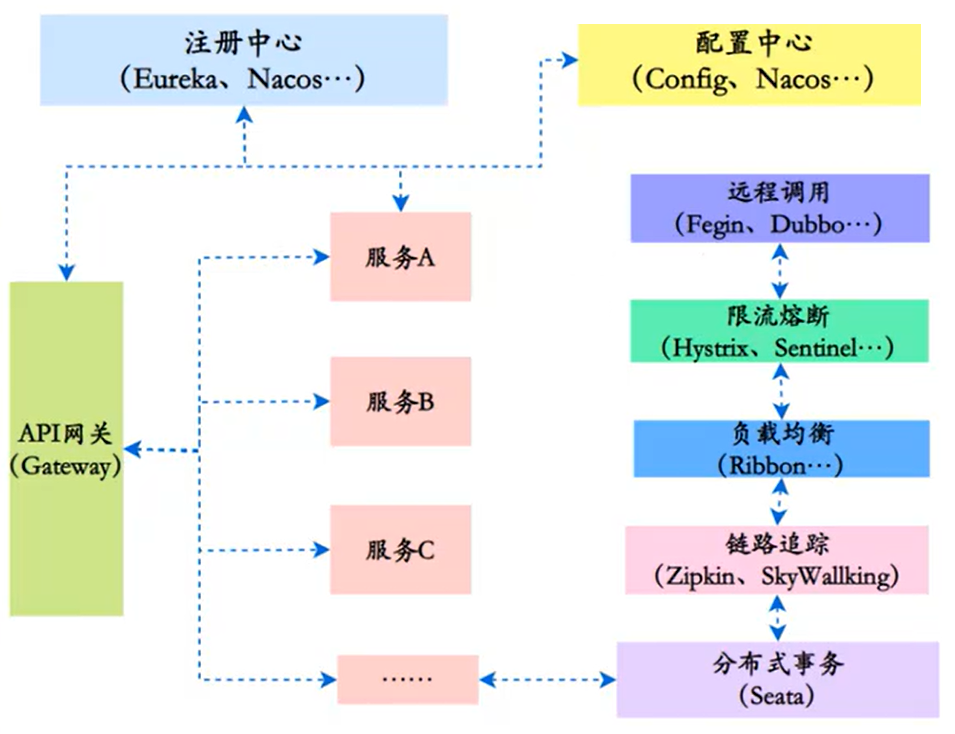 注册中心
（Eureka、Nacos…）
配置中心
（Config、Nacos…）
远程调用
（Fegin、Dubbo…）
服务A
限流熔断
（Hystrix、Sentinel…）
服务B
API网关
（Gateway）
负载均衡
（Ribbon…）
服务C
链路追踪
（Zipkin、SkyWallking）
……
分布式事务
（Seata）